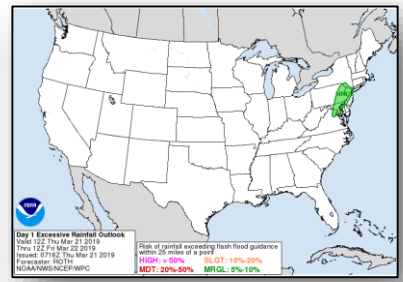 MRGL
NOAA
Day 1 Excessive Rainfall Outlook
Valid 12Z Thu Mar 21 2019
Thru 12Z Fri Mar 22 2019
Issued: 0716Z Thu Mar 21 2019
Forecaster: ROTH
NOAA/NWS/NCEP/WPC
Risk of rainfall exceeding flash flood guidance
within 25 miles of a point
HIGH: > 50% SLGT: 10%-20%
MDT: 20%-50% MRGL: 5%-10%